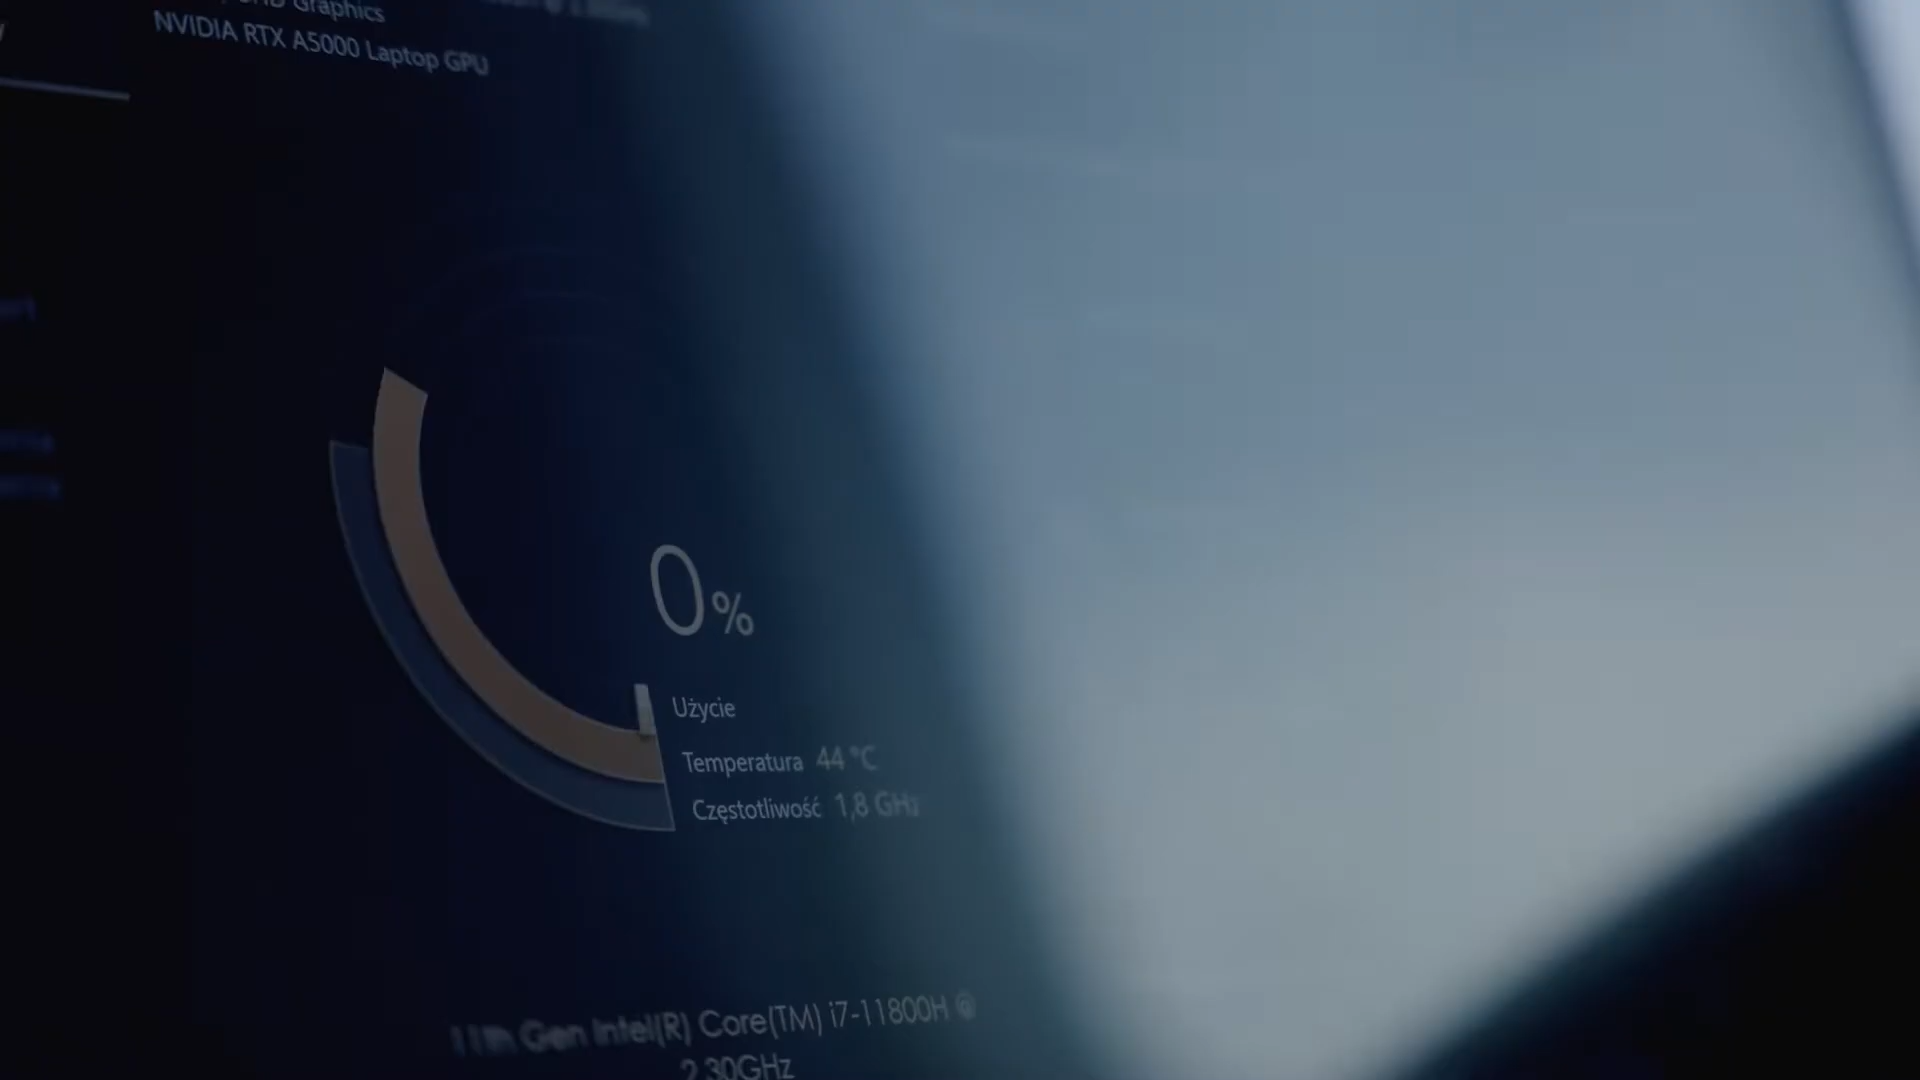 Graphics
NVIDIA RTX A5000 Laptop GPU
0%
Użycie
Temperatura 44 °C
Częstotliwość 1,8 GHz
11th Gen Intel(R) Core(TM) i7-11800H @
2.30GHz